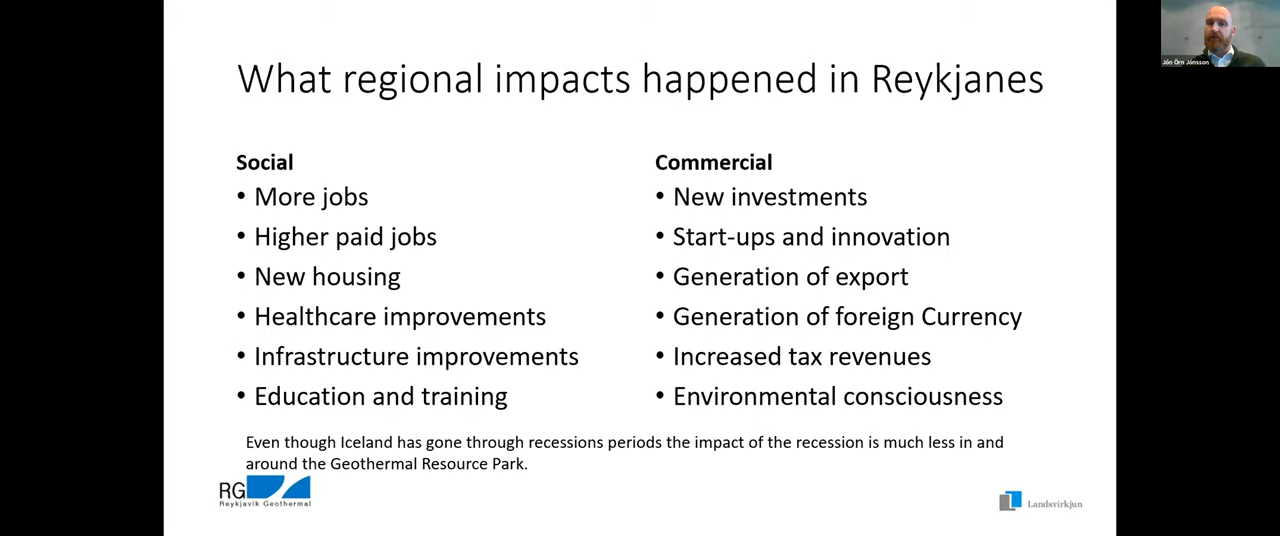 What regional impacts happened in Reykjanes
Social
• More jobs
• Higher paid jobs
• New housing
• Healthcare improvements
• Infrastructure improvements
• Education and training
Commercial
• New investments
• Start-ups and innovation
• Generation of export
• Generation of foreign Currency
• Increased tax revenues
• Environmental consciousness
Even though Iceland has gone through recessions periods the impact of the recession is much less in and
around the Geothermal Resource Park.
RG
Reykjavik Geothermal
Landsvirkjun
Jón Örn Jónsson